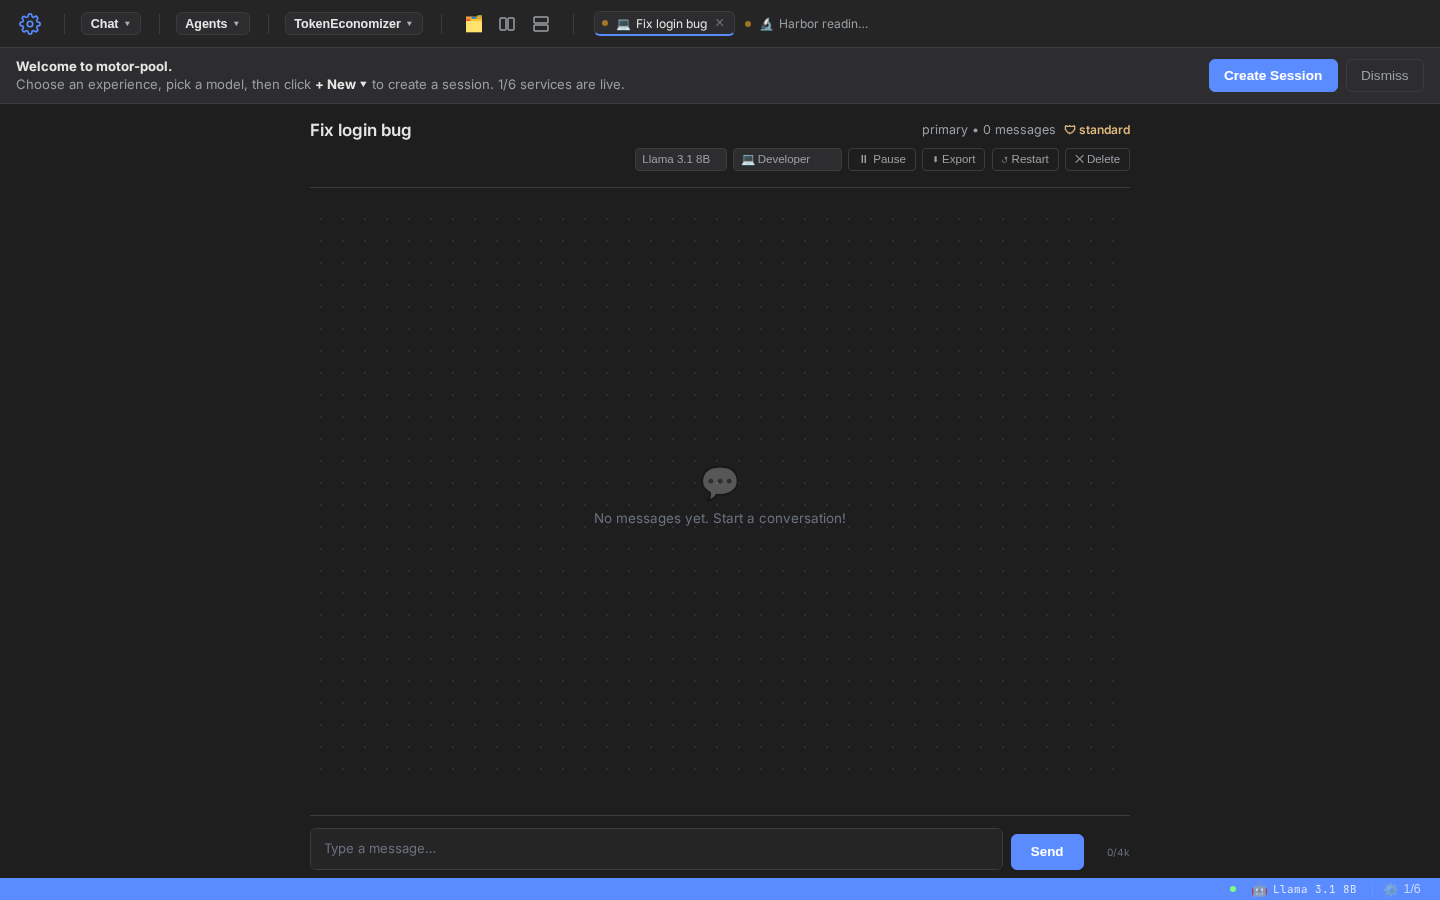 Chat ▾
Agents ▾
TokenEconomizer ▾
Fix login bug ×
Harbor readin...
Welcome to motor-pool.
Choose an experience, pick a model, then click + New ▾ to create a session. 1/6 services are live.
Create Session
Dismiss
Fix login bug
primary • 0 messages
standard
Llama 3.1 8B
Developer
Pause
Export
Restart
Delete
No messages yet. Start a conversation!
Type a message...
Send
0/4k
Llama 3.1 8B
1/6